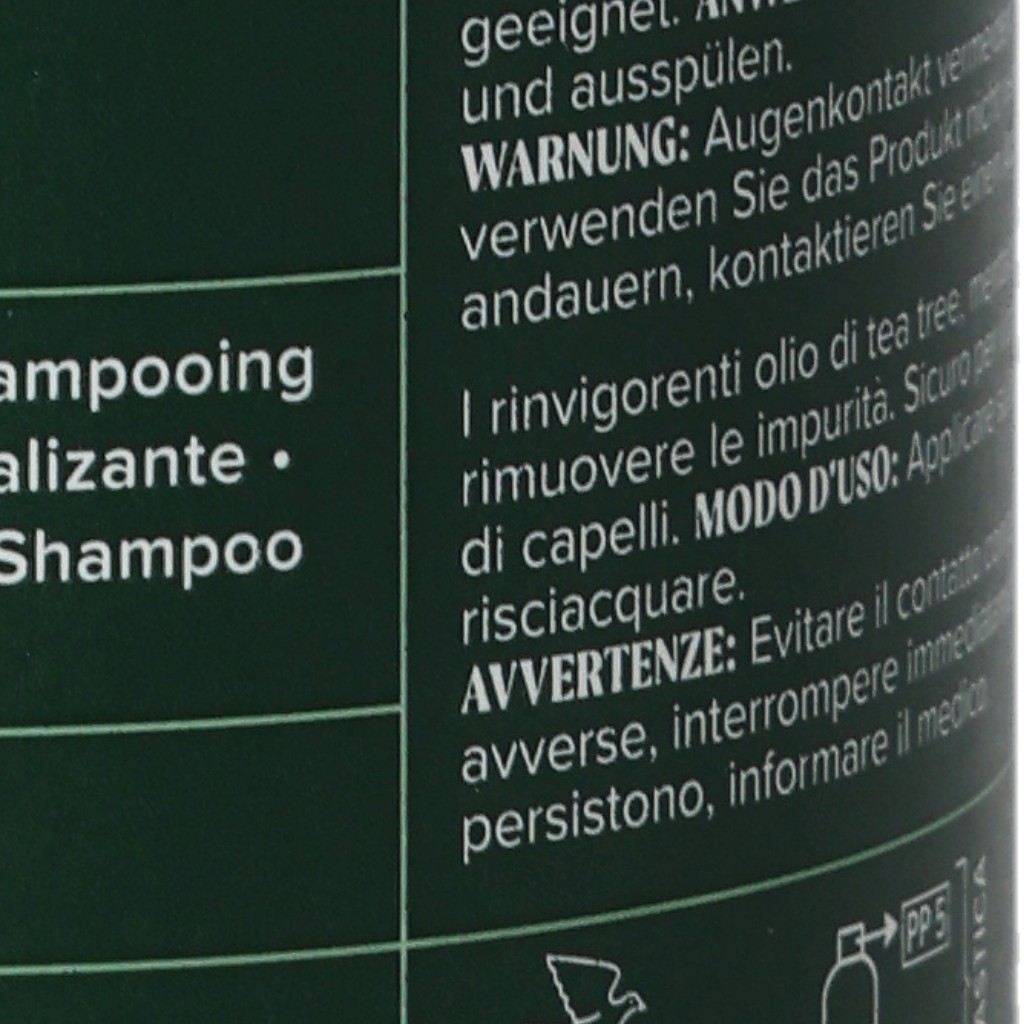 ampooing
alizante •
Shampoo
geeignet.
und ausspülen.
WARNUNG: Augenkontakt
verwenden Sie das Produkt
andauern, kontaktieren Sie
I rinvigorenti olio di tea tree,
rimuovere le impurità. Sicuro per
di capelli. MODO D'USO: Applicare
risciacquare.
AVVERTENZE: Evitare il contatto
avverse, interrompere
persistono, informare il medico.
PP 5